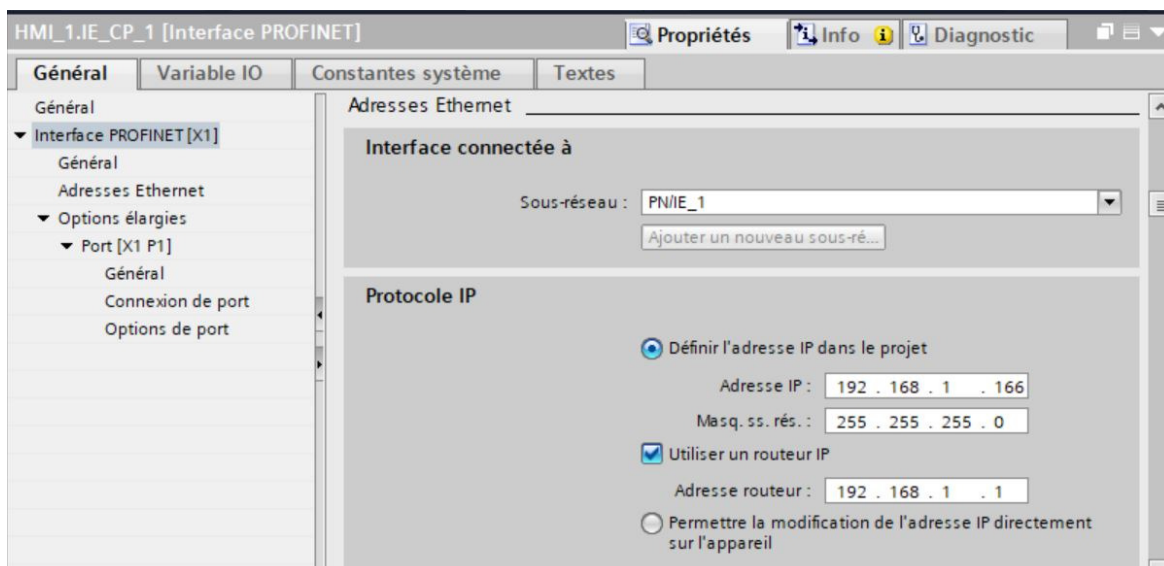 HMI_1.IE_CP_1 [Interface PROFINET]
Propriétés
Info
Diagnostic
Général
Variable IO
Constantes système
Textes
Général
Interface PROFINET [X1]
Général
Adresses Ethernet
Options élargies
Port [X1 P1]
Général
Connexion de port
Options de port
Adresses Ethernet
Interface connectée à
Sous-réseau : PN/IE_1
Ajouter un nouveau sous-ré...
Protocole IP
Définir l'adresse IP dans le projet
Adresse IP : 192 . 168 . 1 . 166
Masq. ss. rés. : 255 . 255 . 255 . 0
Utiliser un routeur IP
Adresse routeur : 192 . 168 . 1 . 1
Permettre la modification de l'adresse IP directement
sur l'appareil